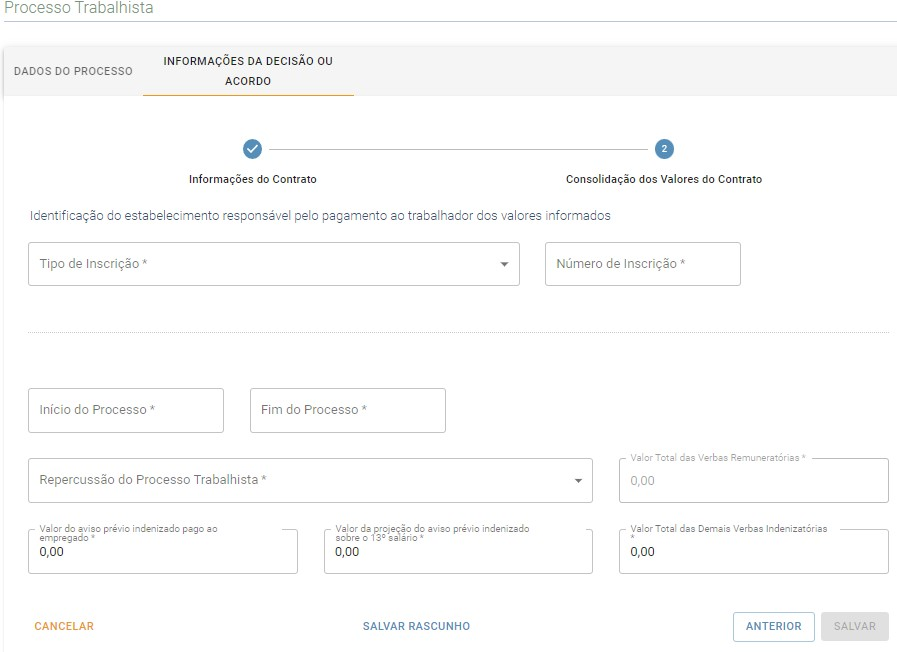 Processo Trabalhista
DADOS DO PROCESSO
INFORMAÇÕES DA DECISÃO OU
ACORDO
2
Informações do Contrato
Consolidação dos Valores do Contrato
Identificação do estabelecimento responsável pelo pagamento ao trabalhador dos valores informados
Tipo de Inscrição *
Número de Inscrição *
Início do Processo *
Fim do Processo *
Repercussão do Processo Trabalhista *
Valor Total das Verbas Remuneratórias *
0,00
Valor do aviso prévio indenizado pago ao
empregado *
0,00
Valor da projeção do aviso prévio indenizado
sobre o 13º salário *
0,00
Valor Total das Demais Verbas Indenizatórias
*
0,00
CANCELAR
SALVAR RASCUNHO
ANTERIOR
SALVAR